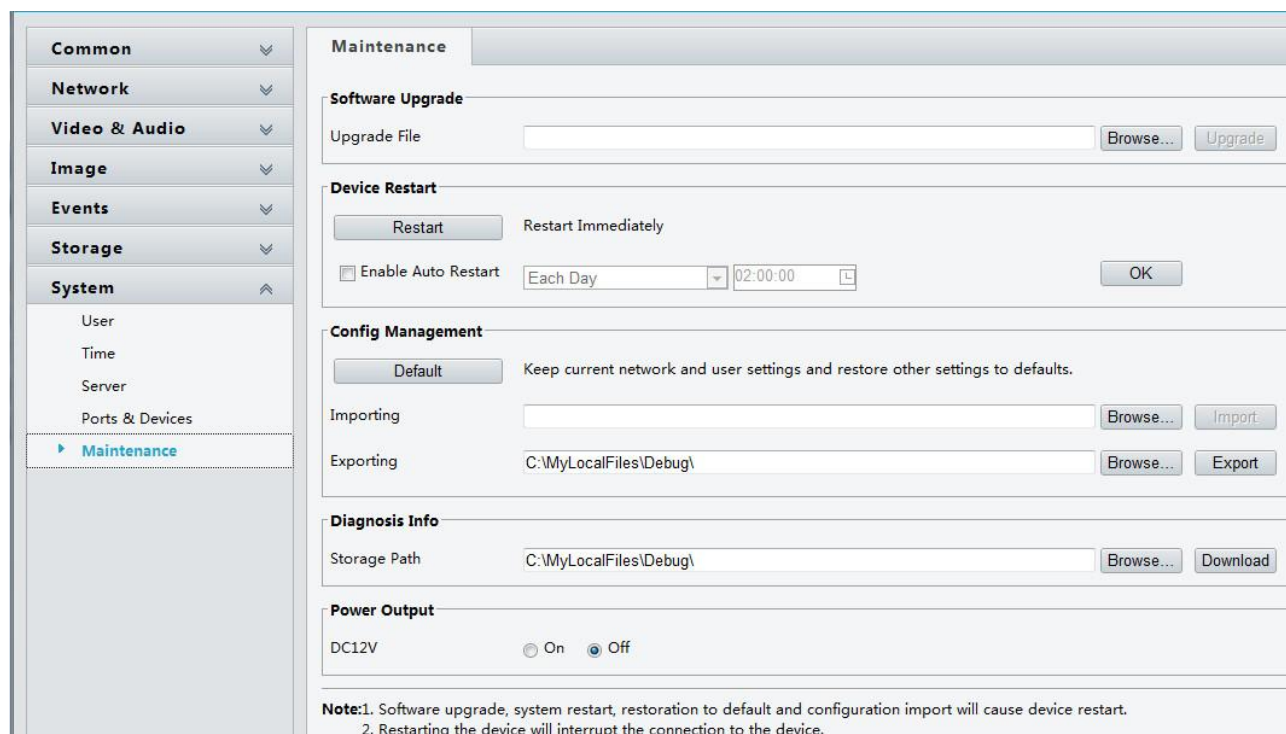 Common
Network
Video & Audio
Image
Events
Storage
System
User
Time
Server
Ports & Devices
Maintenance
Maintenance
Software Upgrade
Upgrade File Browse... Upgrade
Device Restart
Restart Restart Immediately
Enable Auto Restart Each Day 02:00:00 OK
Config Management
Default Keep current network and user settings and restore other settings to defaults.
Importing Browse... Import
Exporting C:\MyLocalFiles\Debug\ Browse... Export
Diagnosis Info
Storage Path C:\MyLocalFiles\Debug\ Browse... Download
Power Output
DC12V On Off
Note:1. Software upgrade, system restart, restoration to default and configuration import will cause device restart.
2. Restarting the device will interrupt the connection to the device.